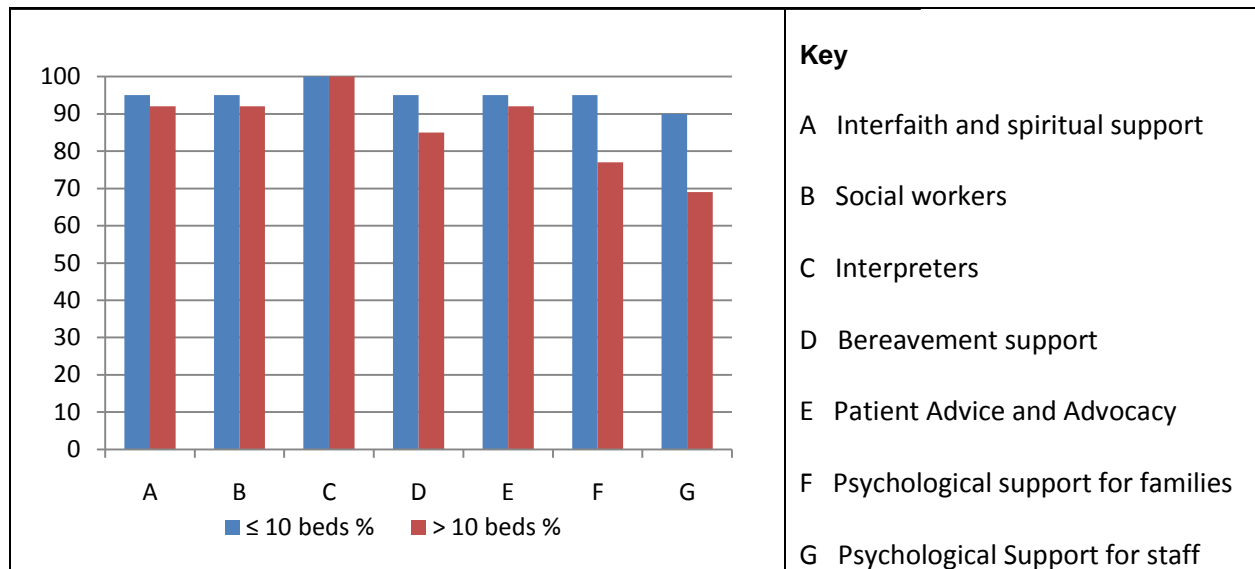 100
90
80
70
60
50
40
30
20
10
0
A B C D E F G
≤ 10 beds % > 10 beds %
Key
A Interfaith and spiritual support
B Social workers
C Interpreters
D Bereavement support
E Patient Advice and Advocacy
F Psychological support for families
G Psychological Support for staff